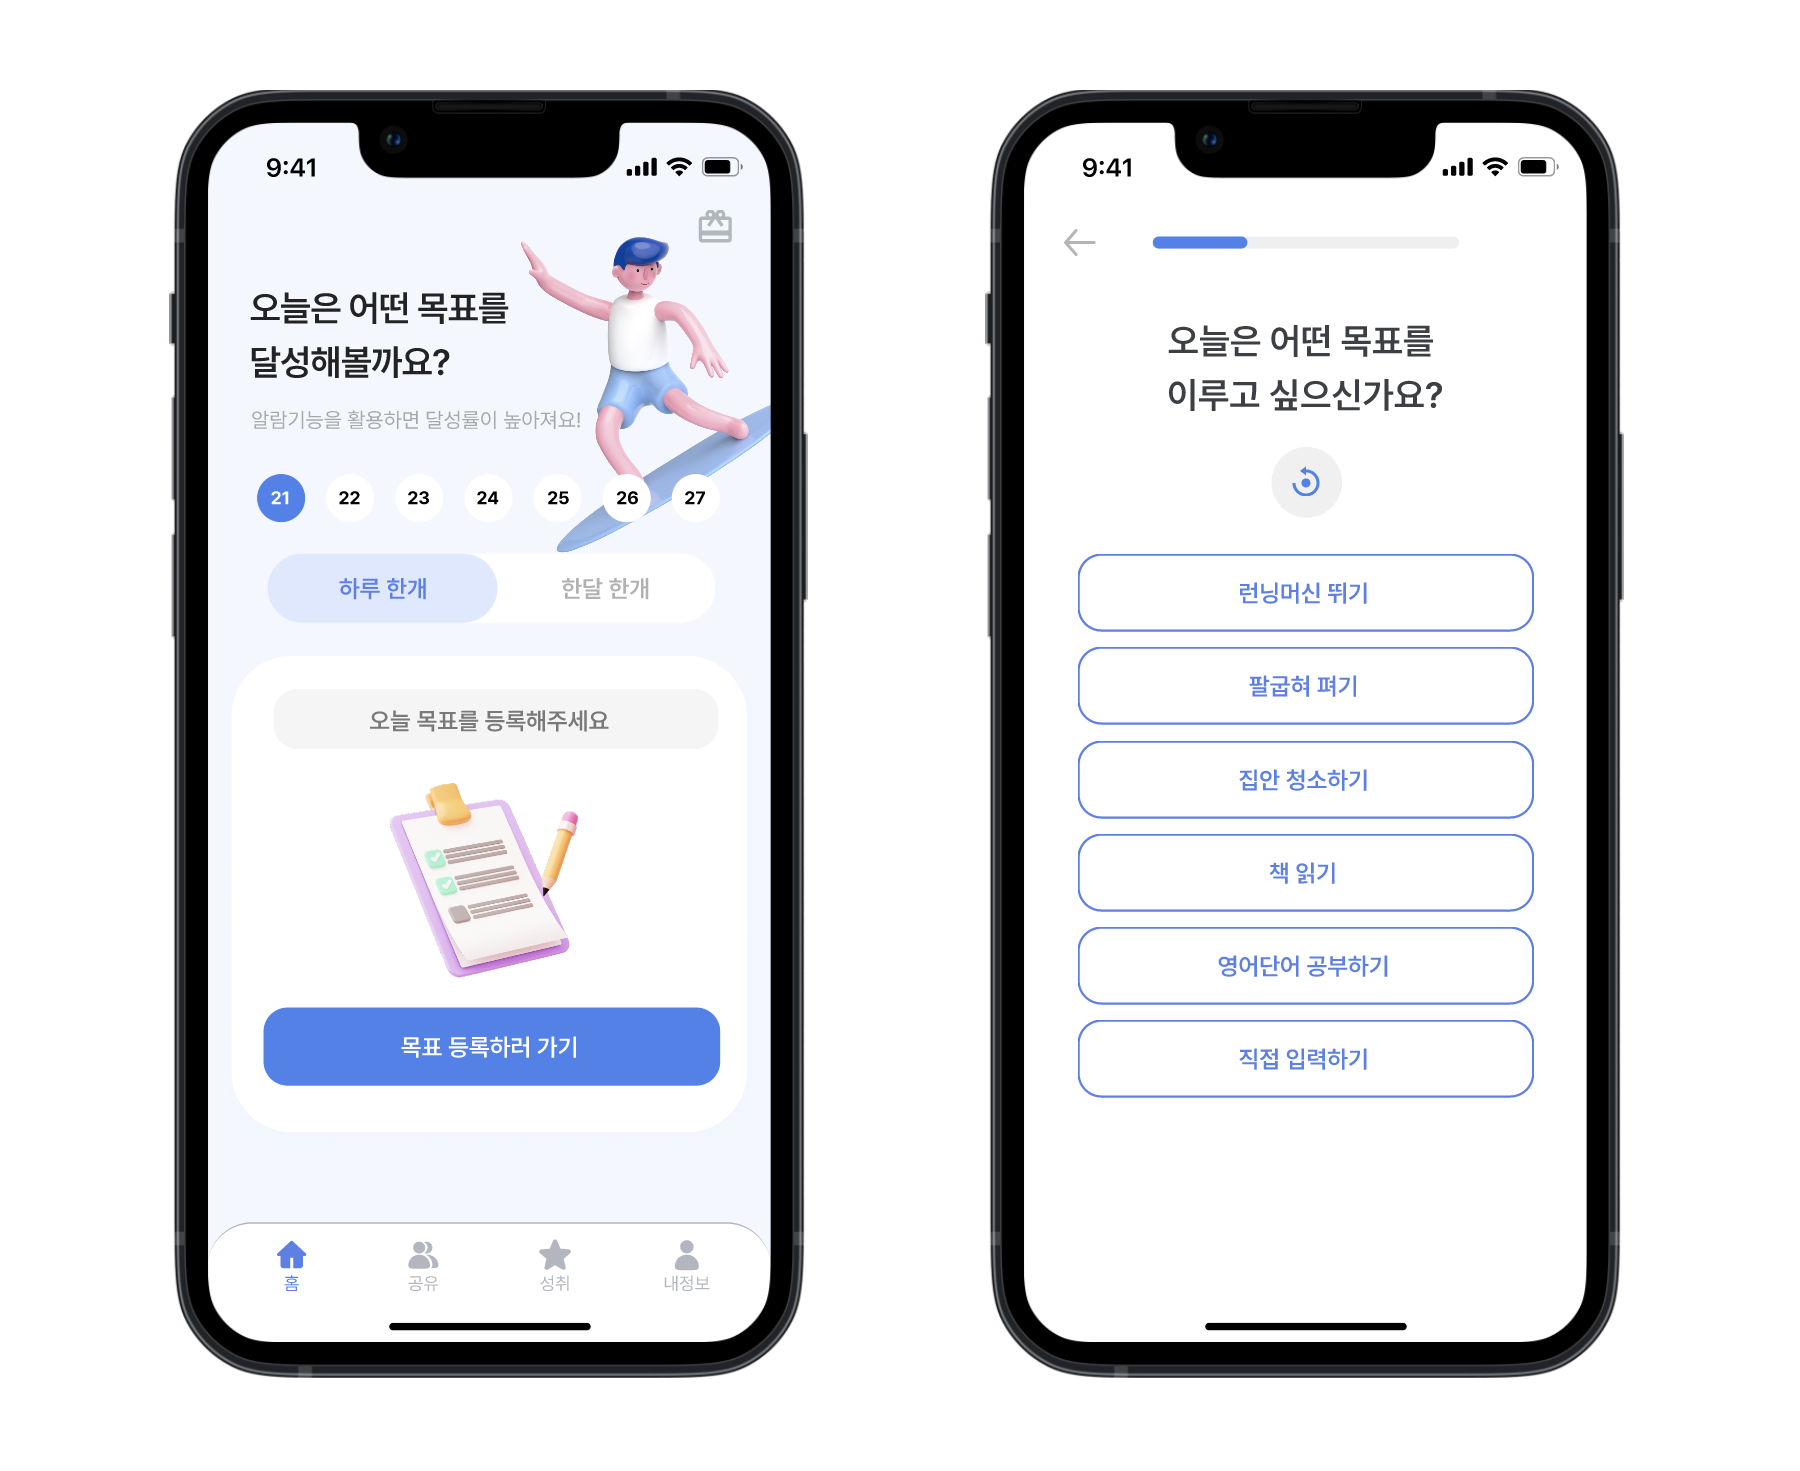 9:41
오늘은 어떤 목표를
달성해볼까요?
알람기능을 활용하면 달성률이 높아져요!
21 22 23 24 25 26 27
하루 한개 한달 한개
오늘 목표를 등록해주세요
목표 등록하러 가기
홈 공유 성취 내정보
9:41
오늘은 어떤 목표를
이루고 싶으신가요?
런닝머신 뛰기
팔굽혀 펴기
집안 청소하기
책 읽기
영어단어 공부하기
직접 입력하기